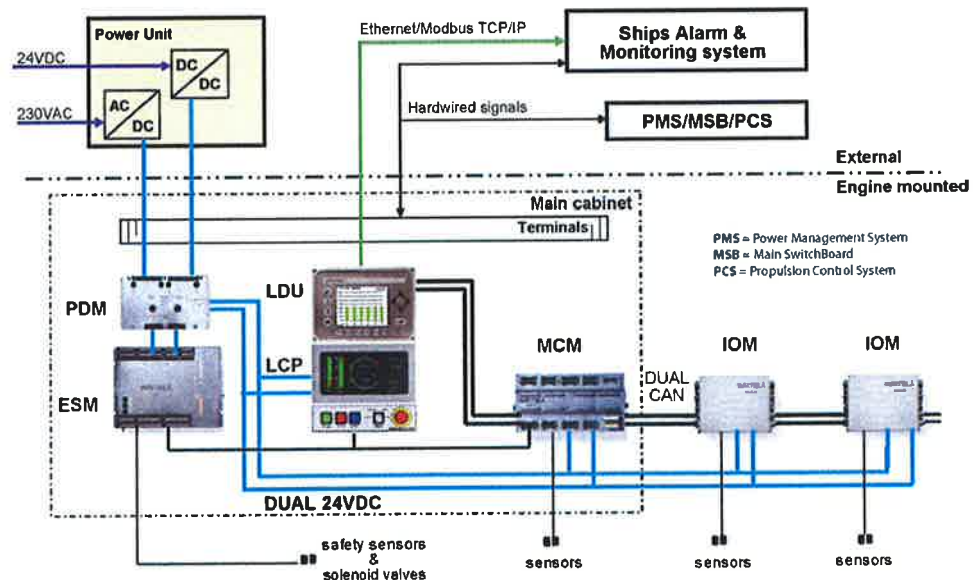 Power Unit
Ethernet/Modbus TCP/IP
Ships Alarm &
Monitoring system
24VDC
DC
DC
230VAC
AC
DC
Hardwired signals
PMS/MSB/PCS
External
Engine mounted
Main cabinet
Terminals
PMS = Power Management System
MSB = Main SwitchBoard
PCS = Propulsion Control System
LDU
PDM
MCM
IOM
IOM
LCP
DUAL
CAN
ESM
DUAL 24VDC
safety sensors
&
solenoid valves
sensors
sensors
sensors